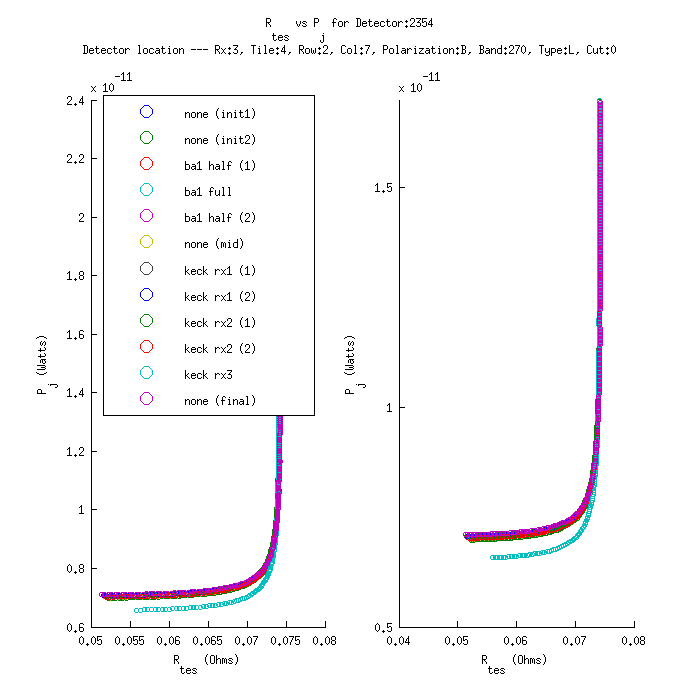 R tes vs P j for Detector:2354
Detector location --- Rx:3, Tile:4, Row:2, Col:7, Polarization:B, Band:270, Type:L, Cut:0
x 10 -11
2.4
2.2
2
1.8
1.6
1.4
1.2
1
0.8
0.6
P j (Watts)
none (init1)
none (init2)
ba1 half (1)
ba1 full
ba1 half (2)
none (mid)
keck rx1 (1)
keck rx1 (2)
keck rx2 (1)
keck rx2 (2)
keck rx3
none (final)
0.05 0.055 0.06 0.065 0.07 0.075 0.08
R tes (Ohms)
x 10 -11
1.5
1
0.5
P j (Watts)
0.04 0.05 0.06 0.07 0.08
R tes (Ohms)